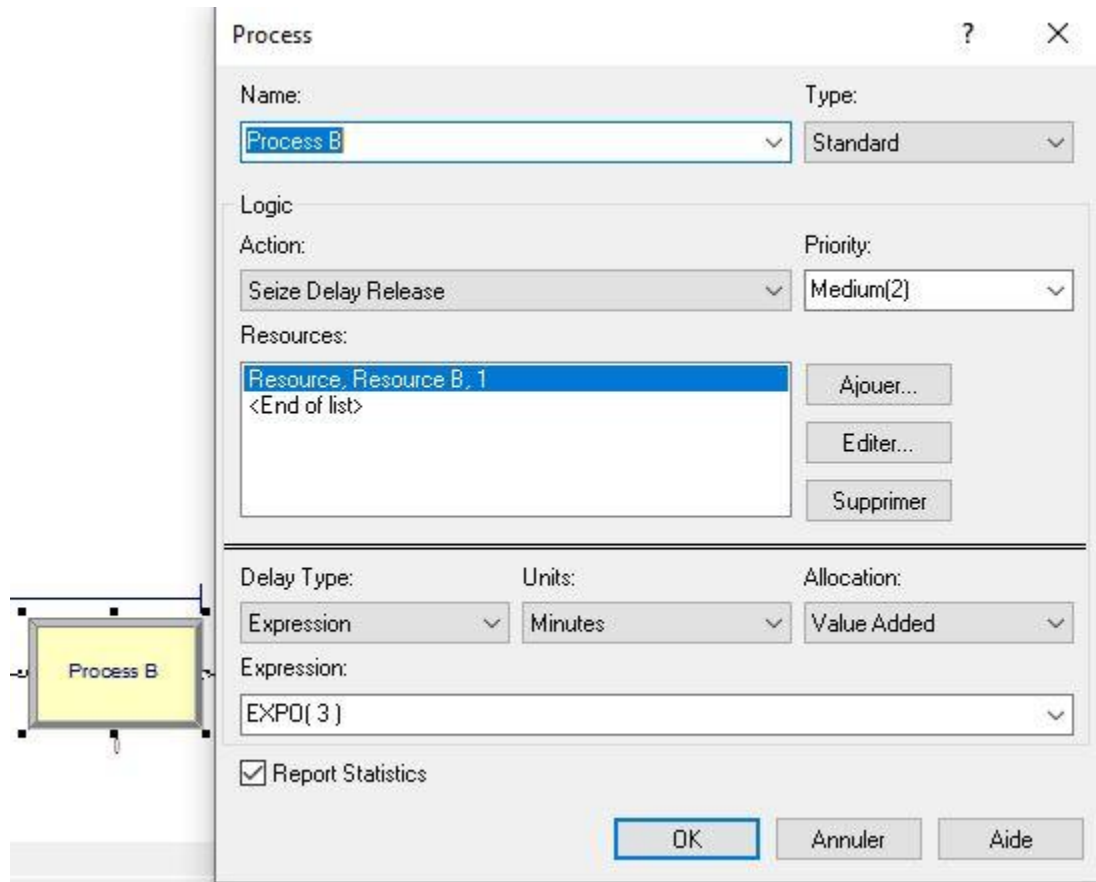 Process ?
Name: Type:
Process B Standard
Logic
Action: Priority:
Seize Delay Release Medium(2)
Resources:
Resource, Resource B, 1
<End of list>
Ajouer...
Editer...
Supprimer
Delay Type: Units: Allocation:
Expression Minutes Value Added
Process B
Expression:
EXPO( 3 )
0
Report Statistics
OK Annuler Aide